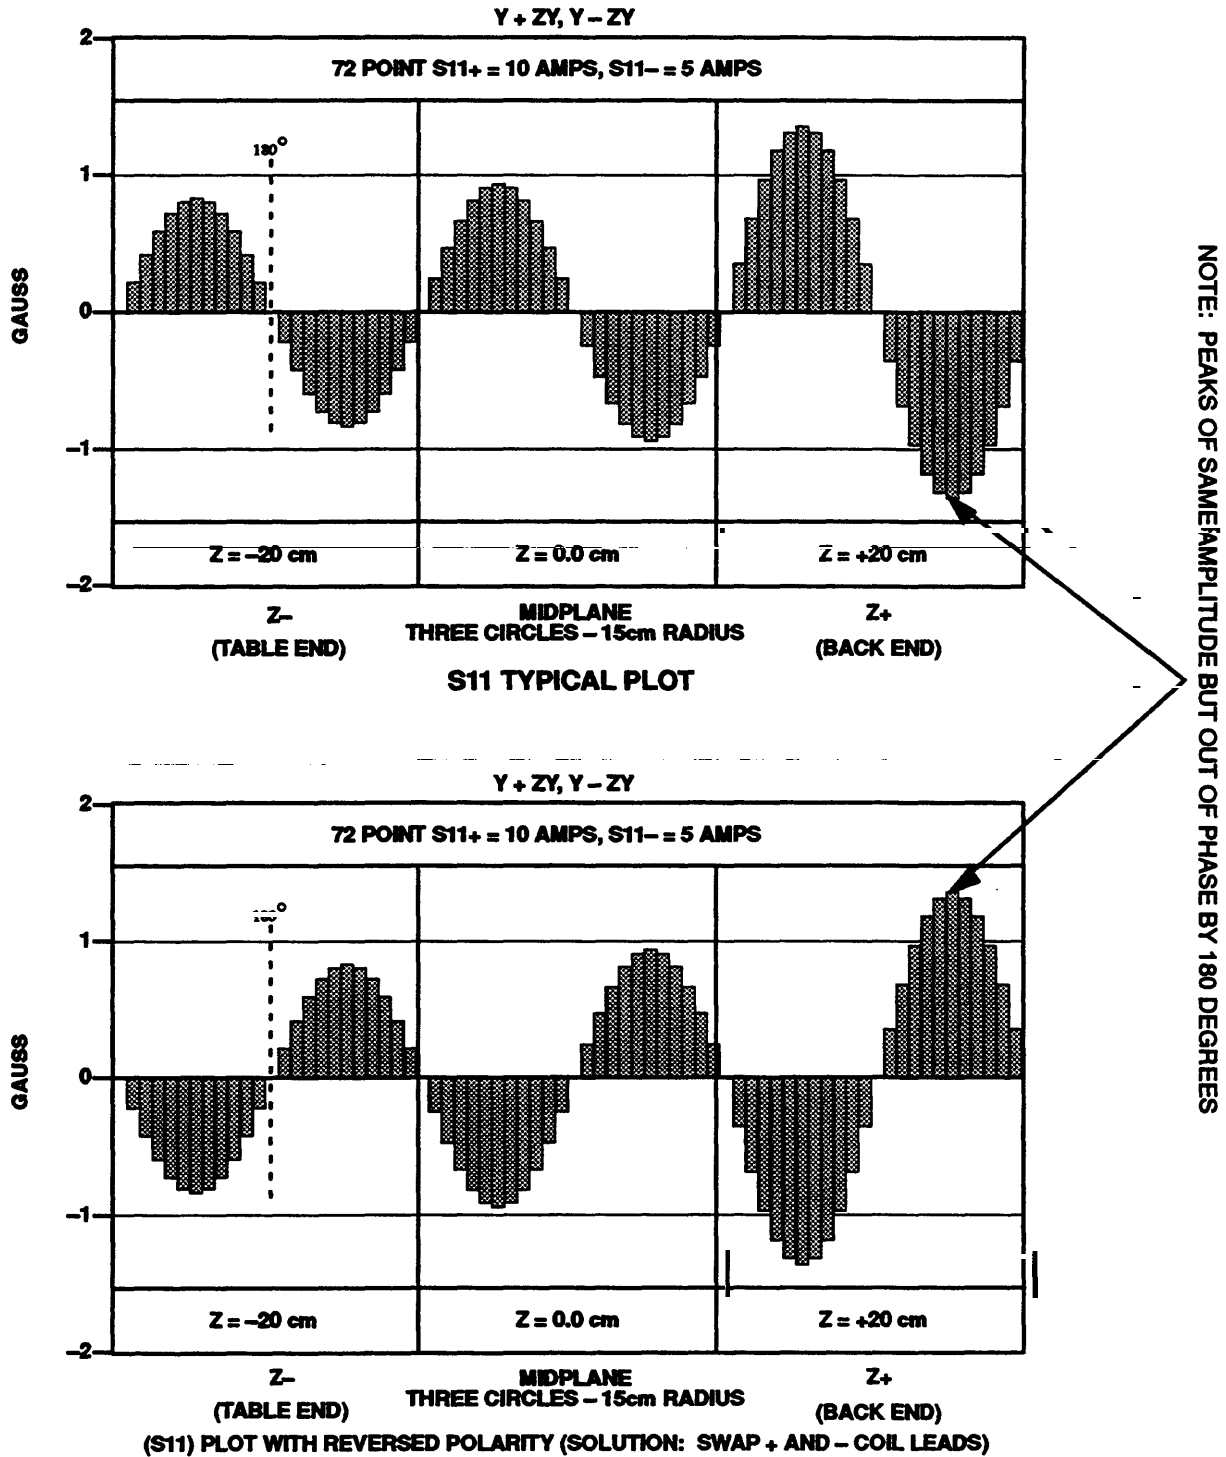 Y + ZY, Y – ZY
2
72 POINT S11+ = 10 AMPS, S11– = 5 AMPS
180°
1
0
–1
–2
GAUSS
Z = –20 cm
Z = 0.0 cm
Z = +20 cm
Z–
(TABLE END)
MIDPLANE
THREE CIRCLES – 15cm RADIUS
Z+
(BACK END)
S11 TYPICAL PLOT
NOTE: PEAKS OF SAME AMPLITUDE BUT OUT OF PHASE BY 180 DEGREES
Y + ZY, Y – ZY
2
72 POINT S11+ = 10 AMPS, S11– = 5 AMPS
180°
1
0
–1
–2
GAUSS
Z = –20 cm
Z = 0.0 cm
Z = +20 cm
Z–
(TABLE END)
MIDPLANE
THREE CIRCLES – 15cm RADIUS
Z+
(BACK END)
(S11) PLOT WITH REVERSED POLARITY (SOLUTION: SWAP + AND – COIL LEADS)